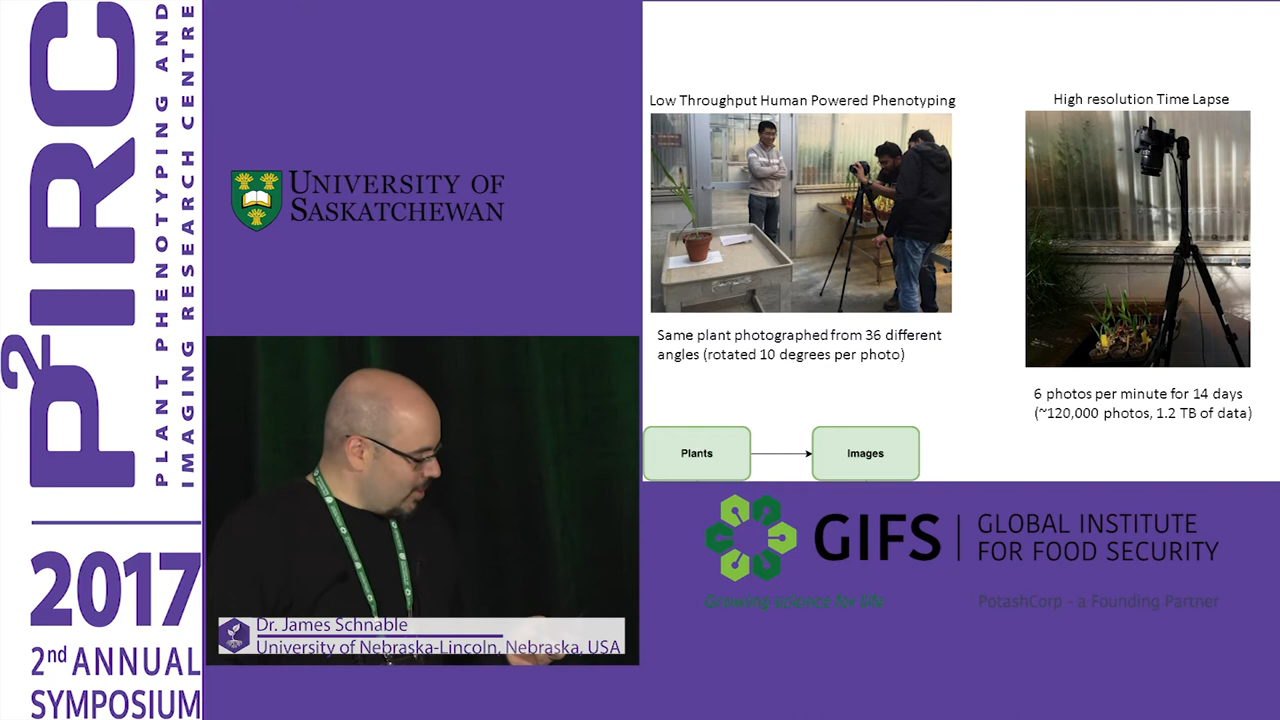 P2IRC
PLANT PHENOTYPING AND
IMAGING RESEARCH CENTRE
2017
2nd ANNUAL
SYMPOSIUM
UNIVERSITY OF
SASKATCHEWAN
Dr. James Schnable
University of Nebraska-Lincoln, Nebraska, USA
Low Throughput Human Powered Phenotyping
Same plant photographed from 36 different
angles (rotated 10 degrees per photo)
High resolution Time Lapse
6 photos per minute for 14 days
(~120,000 photos, 1.2 TB of data)
Plants
Images
GIFS
GLOBAL INSTITUTE
FOR FOOD SECURITY
Growing science for life
PotashCorp - a Founding Partner